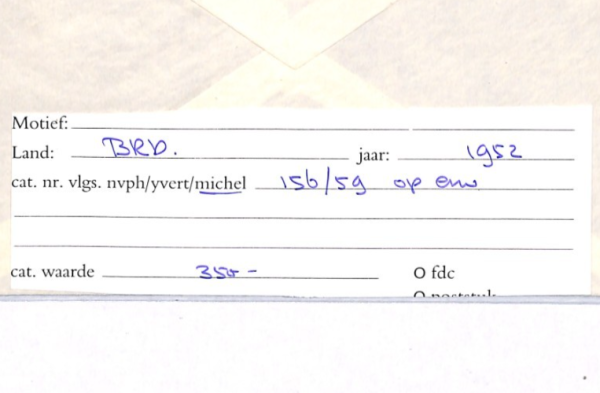 Motief:
Land: BRD. jaar: 1952
cat. nr. vlgs. nvph/yvert/michel 156/59 op env
cat. waarde 350- O fdc
O poststuk